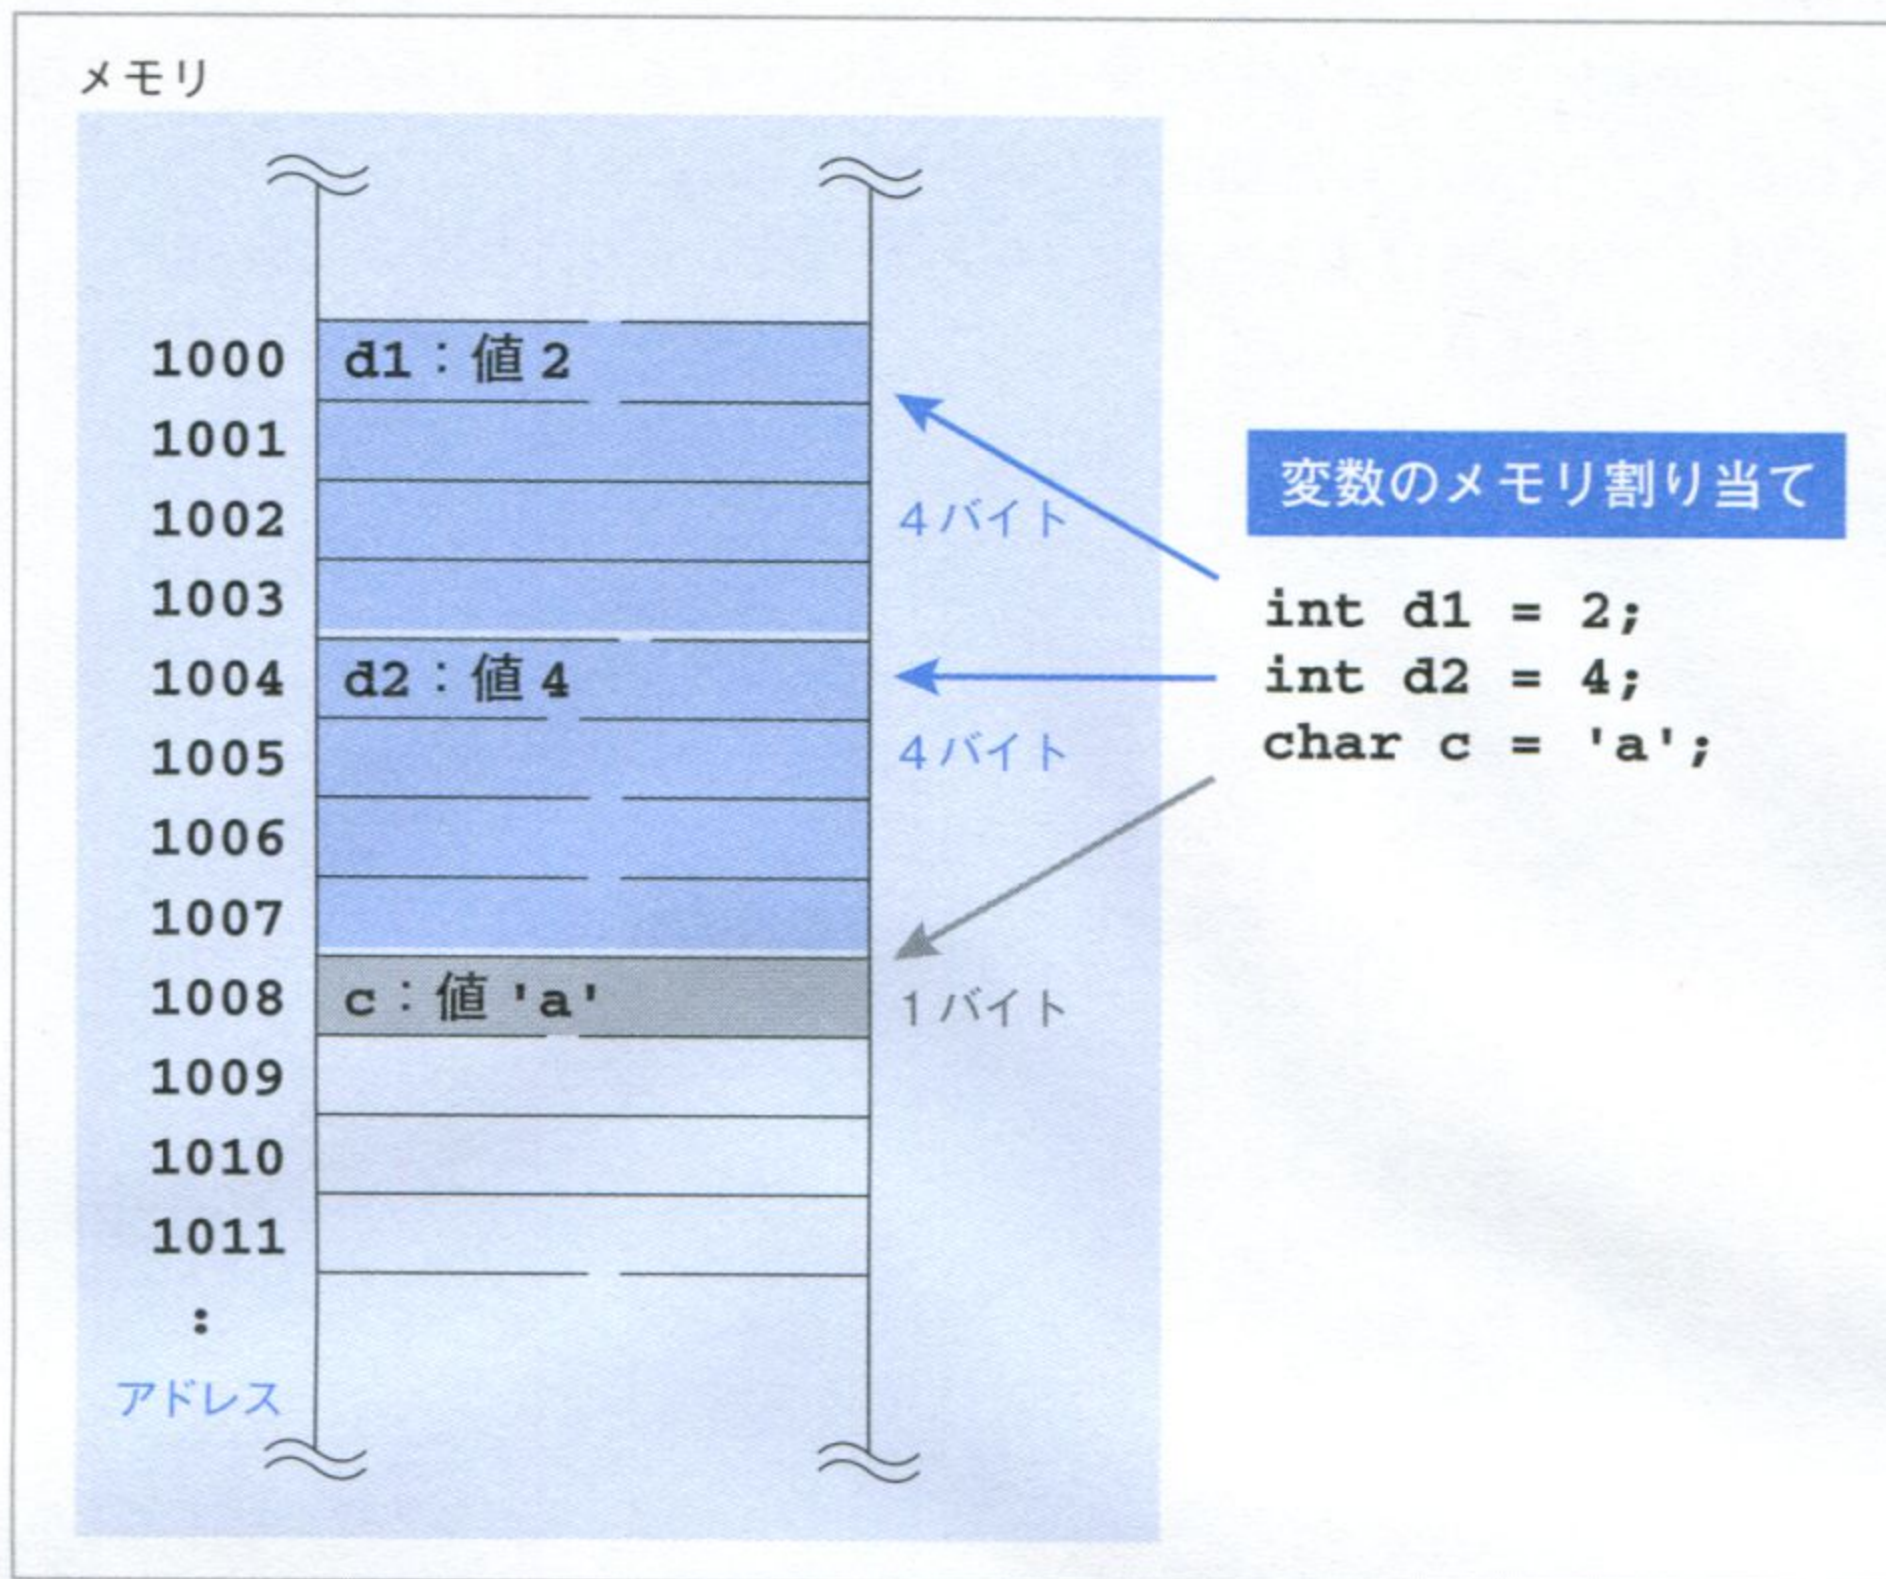 メモリ
1000 d1：値 2
1001
1002 4バイト
1003
1004 d2：値 4
1005 4バイト
1006
1007
1008 c：値 'a' 1バイト
1009
1010
1011
:
アドレス
変数のメモリ割り当て
int d1 = 2;
int d2 = 4;
char c = 'a';